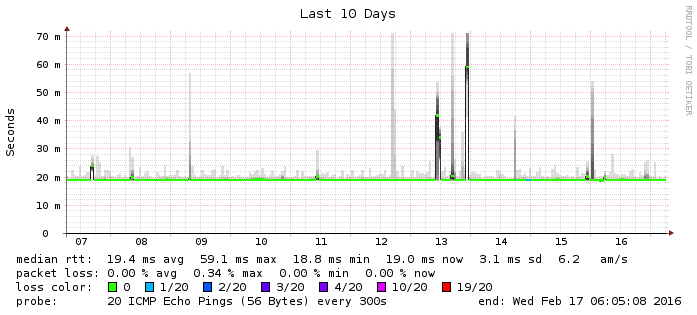 Last 10 Days
RRDTOOL / TOBI OETIKER
Seconds
70 m
60 m
50 m
40 m
30 m
20 m
10 m
0
07 08 09 10 11 12 13 14 15 16
median rtt: 19.4 ms avg 59.1 ms max 18.8 ms min 19.0 ms now 3.1 ms sd 6.2 am/s
packet loss: 0.00 % avg 0.34 % max 0.00 % min 0.00 % now
loss color: 0 1/20 2/20 3/20 4/20 10/20 19/20
probe: 20 ICMP Echo Pings (56 Bytes) every 300s end: Wed Feb 17 06:05:08 2016